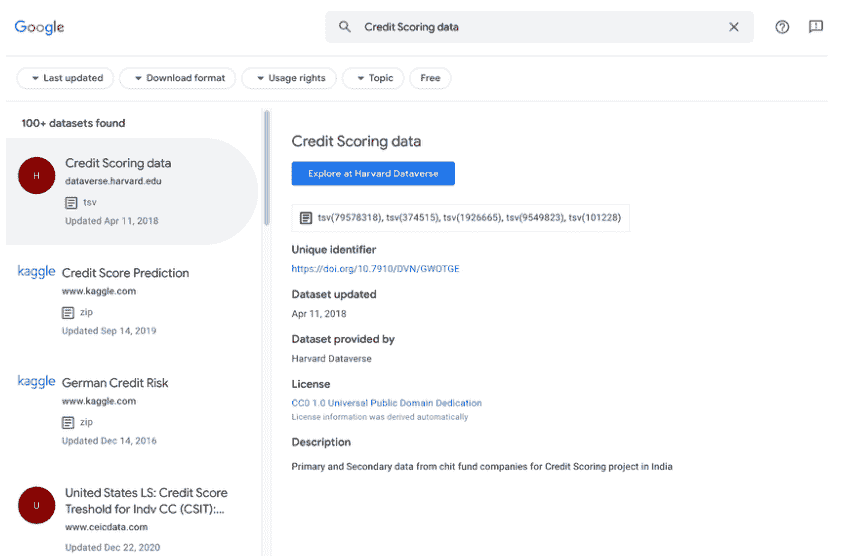 Google
Credit Scoring data
Last updated
Download format
Usage rights
Topic
Free
100+ datasets found
H
Credit Scoring data
dataverse.harvard.edu
tsv
Updated Apr 11, 2018
kaggle
Credit Score Prediction
www.kaggle.com
zip
Updated Sep 14, 2019
kaggle
German Credit Risk
www.kaggle.com
zip
Updated Dec 14, 2016
U
United States LS: Credit Score
Treshold for Indv CC (CSIT):...
www.ceicdata.com
Updated Dec 22, 2020
Credit Scoring data
Explore at Harvard Dataverse
tsv(79578318), tsv(374515), tsv(1926665), tsv(9549823), tsv(101228)
Unique identifier
https://doi.org/10.7910/DVN/GWOTGE
Dataset updated
Apr 11, 2018
Dataset provided by
Harvard Dataverse
License
CC0 1.0 Universal Public Domain Dedication
License information was derived automatically
Description
Primary and Secondary data from chit fund companies for Credit Scoring project in India